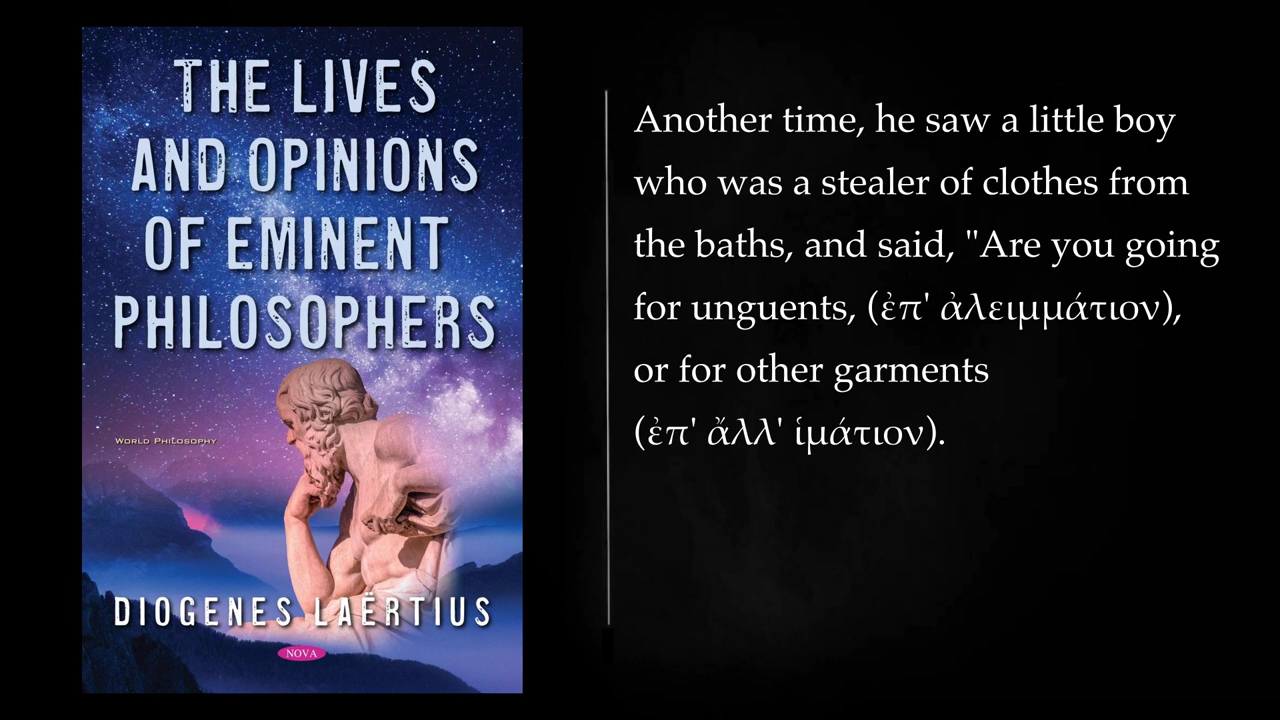 THE LIVES
AND OPINIONS
OF EMINENT
PHILOSOPHERS
WORLD PHILOSOPHY
DIOGENES LAËRTIUS
NOVA
Another time, he saw a little boy
who was a stealer of clothes from
the baths, and said, "Are you going
for unguents, (ἐπ' ἀλειμμάτιον),
or for other garments
(ἐπ' ἄλλ' ἱμάτιον).